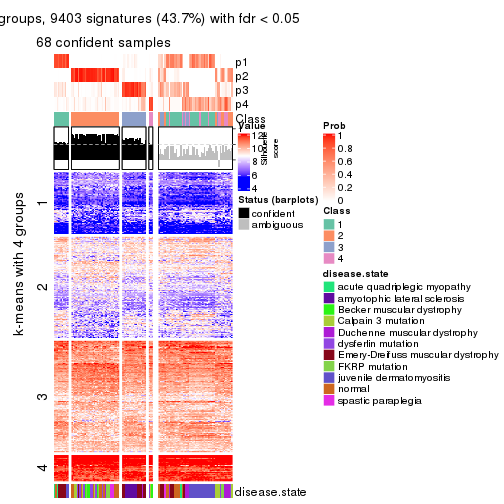 groups, 9403 signatures (43.7%) with fdr < 0.05
68 confident samples
p1
p2
p3
p4
Class
k-means with 4 groups
1
2
3
4
disease.state
Value
12
10
8
6
4
Silhouette
score
Status (barplots)
confident
ambiguous
Prob
1
0.8
0.6
0.4
0.2
0
Class
1
2
3
4
disease.state
acute quadriplegic myopathy
amyotophic lateral sclerosis
Becker muscular dystrophy
Calpain 3 mutation
Duchenne muscular dystrophy
dysferlin mutation
Emery-Dreifuss muscular dystrophy
FKRP mutation
juvenile dermatomyositis
normal
spastic paraplegia